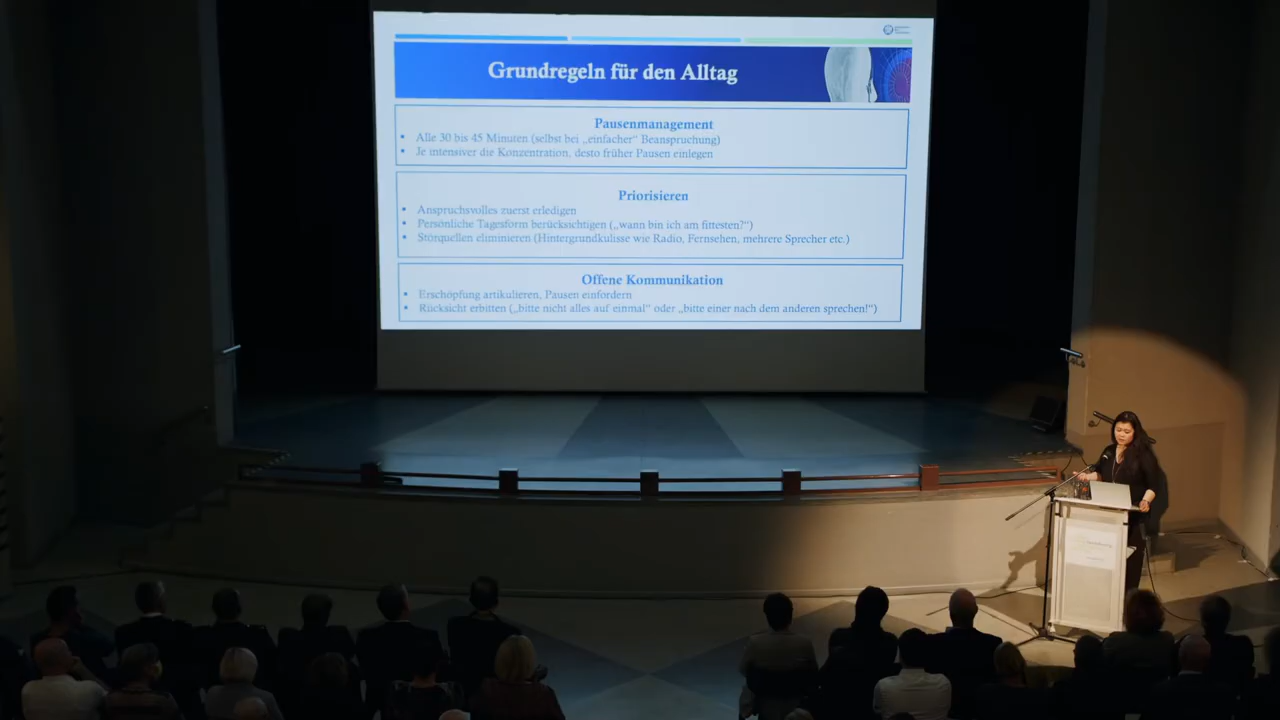 Grundregeln für den Alltag
Pausenmanagement
• Alle 30 bis 45 Minuten (selbst bei „einfacher“ Beanspruchung)
• Je intensiver die Konzentration, desto früher Pausen einlegen
Priorisieren
• Anspruchsvolles zuerst erledigen
• Persönliche Tagesform berücksichtigen („wann bin ich am fittesten?“)
• Störquellen eliminieren (Hintergrundkulisse wie Radio, Fernsehen, mehrere Sprecher etc.)
Offene Kommunikation
• Erschöpfung artikulieren, Pausen einfordern
• Rücksicht erbitten („bitte nicht alles auf einmal“ oder „bitte einer nach dem anderen sprechen!“)